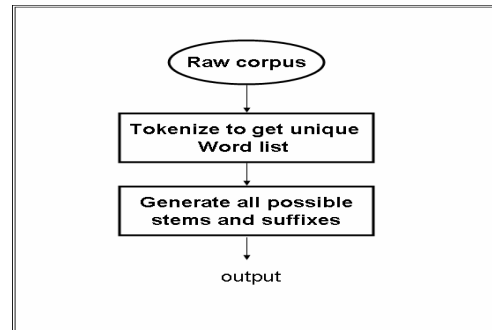 Raw corpus
Tokenize to get unique
Word list
Generate all possible
stems and suffixes
output